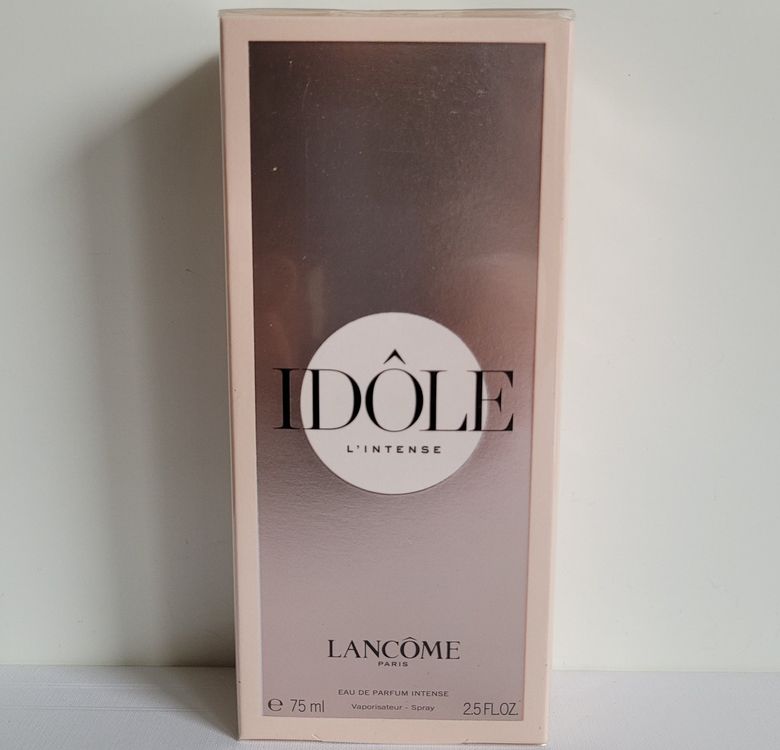 IDÔLE
L'INTENSE
LANCÔME
PARIS
EAU DE PARFUM INTENSE
℮ 75 ml Vaporisateur - Spray 2.5 FL.OZ.